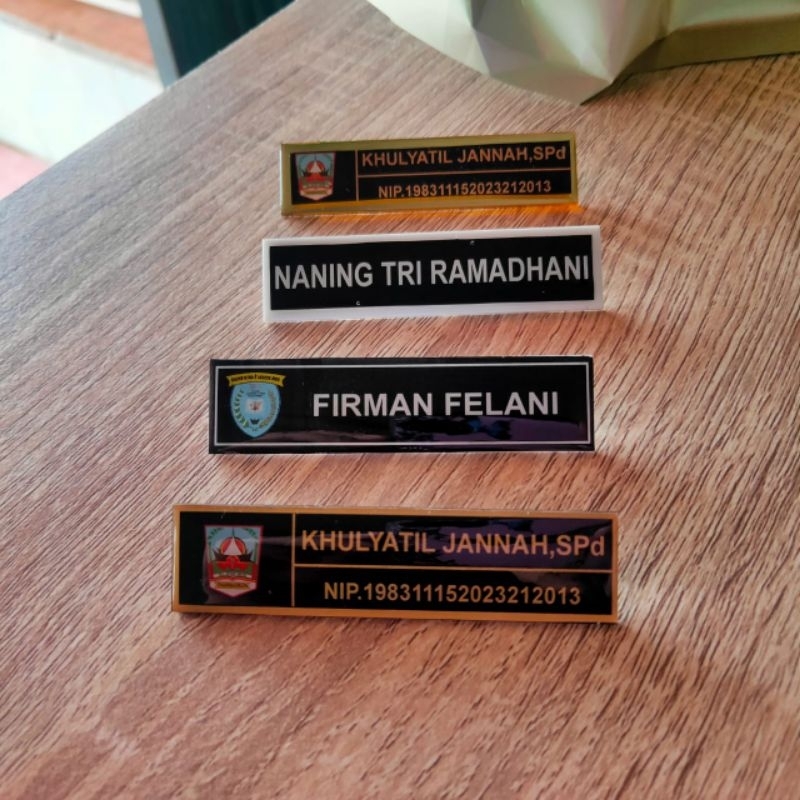 KHULYATIL JANNAH,SPd
NIP.198311152023212013
NANING TRI RAMADHANI
FIRMAN FELANI
KHULYATIL JANNAH,SPd
NIP.198311152023212013